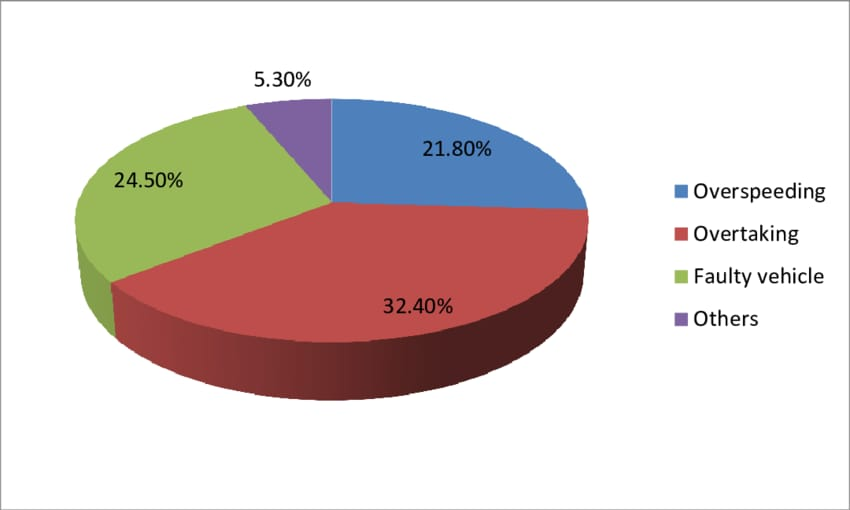 5.30%
21.80%
24.50%
32.40%
Overspeeding
Overtaking
Faulty vehicle
Others